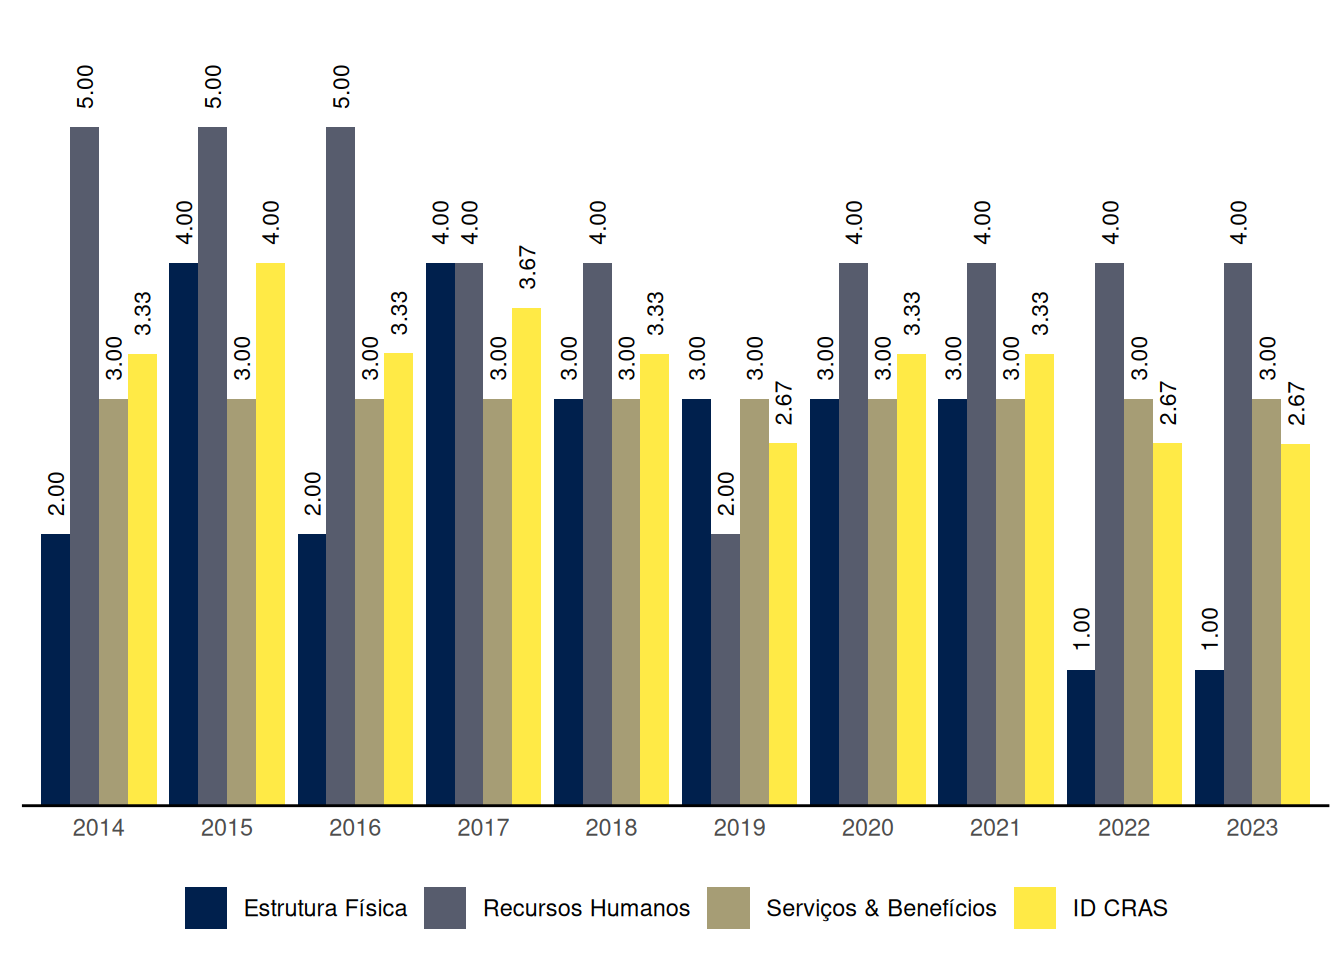 5.00 5.00 5.00
4.00 4.00 4.00 4.00 4.00 4.00 4.00 4.00 4.00
3.67
3.33 3.33 3.33 3.33 3.33
3.00 3.00 3.00 3.00 3.00 3.00 3.00 3.00 3.00 3.00 3.00 3.00 3.00 3.00
2.67 2.67 2.67
2.00 2.00 2.00
1.00 1.00
2014 2015 2016 2017 2018 2019 2020 2021 2022 2023
Estrutura Física Recursos Humanos Serviços & Benefícios ID CRAS